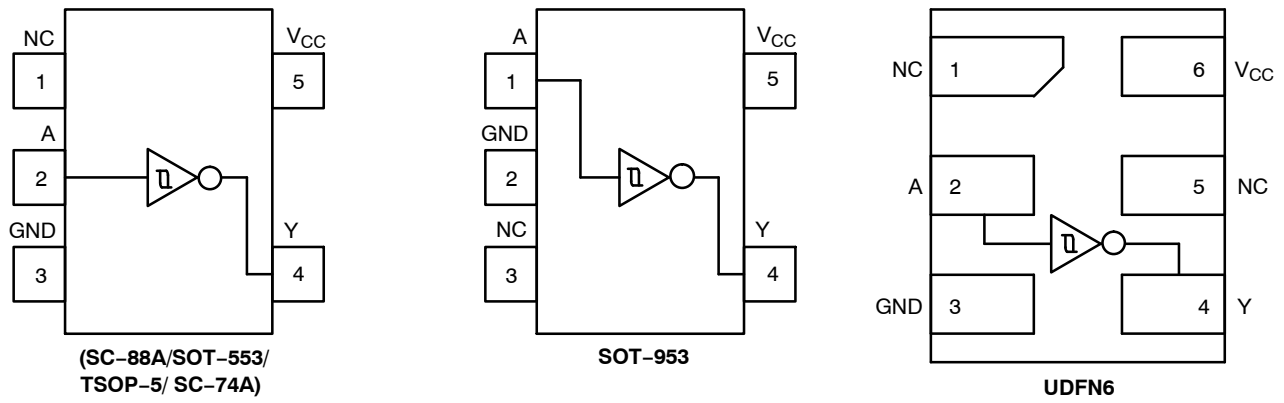 NC
1
A
2
GND
3
VCC
5
Y
4
(SC–88A/SOT–553/
TSOP–5/ SC–74A)
A
1
GND
2
NC
3
VCC
5
Y
4
SOT–953
NC 1
6 VCC
A 2
5 NC
GND 3
4 Y
UDFN6